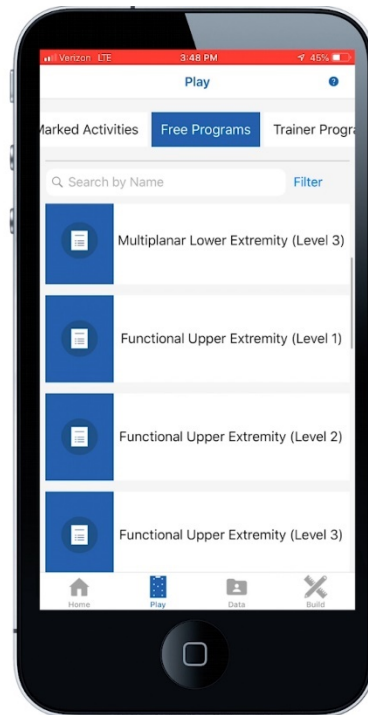 Verizon LTE 3:48 PM 45%
Play ?
Marked Activities Free Programs Trainer Progra
Search by Name Filter
Multiplanar Lower Extremity (Level 3)
Functional Upper Extremity (Level 1)
Functional Upper Extremity (Level 2)
Functional Upper Extremity (Level 3)
Home Play Data Build